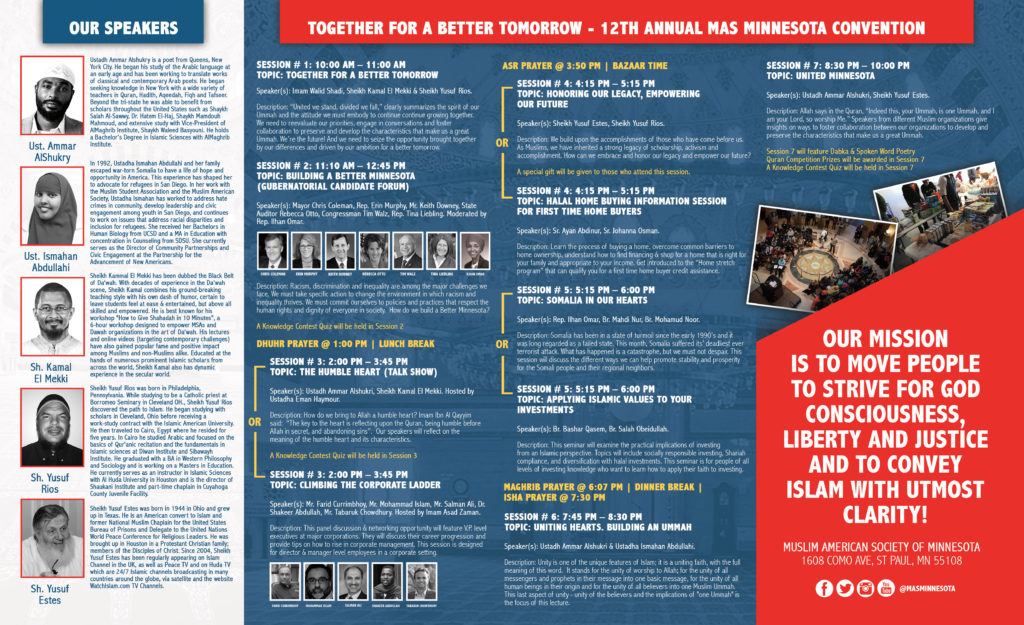 OUR SPEAKERS
Ust. Ammar
AlShukry
Ustadh Ammar Alshukry is a poet from Queens, New
York City. He began his study of the Arabic language at
an early age and has been working to translate works
of classical and contemporary Arab poets. He began
seeking knowledge in New York with a wide variety of
teachers in Quran, Hadith, Aqeedah, Fiqh and Tafseer.
Beyond the tri-state he was able to benefit from
scholars throughout the United States such as Shaykh
Salah Al-Sawwy, Dr. Hatem El-Haj, Shaykh Mamdouh
Mahmoud, and extensive study with Vice-President of
AlMaghrib Institute, Shaykh Waleed Basyouni. He holds
a Bachelor's Degree in Islamic Sciences with AlMaghrib
Institute.
Ust. Ismahan
Abdullahi
In 1992, Ustadha Ismahan Abdullahi and her family
escaped war-torn Somalia to have a life of hope and
opportunity in America. This experience has shaped her
to advocate for refugees in San Diego. In her work with
the Muslim Student Association and the Muslim American
Society, Ustadha Ismahan has worked to address hate
crimes in community, develop leadership and civic
engagement among youth in San Diego, and continues
to work on issues that address racial disparities and
inclusion for refugees. She received her Bachelors in
Human Biology from UCSD and a MA in Education with
concentration in Counseling from SDSU. She currently
serves as the Director of Community Partnerships and
Civic Engagement at the Partnership for the
Advancement of New Americans.
Sh. Kamal
El Mekki
Sheikh Kammal El Mekki has been dubbed the Black Belt
of Da'wah. With decades of experience in the Da'wah
scene, Sheikh Kamal combines his ground-breaking
teaching style with his own dash of humor, certain to
leave students feel at ease & entertained, but above all
skilled and empowered. He is best known for his
workshop "How to Give Shahadah in 10 Minutes", a
6-hour workshop designed to empower MSAs and
Dawah organizations in the art of Da'wah. His lectures
and online videos (targeting contemporary challenges)
have also gained popular fame and positive impact
among Muslims and non-Muslims alike. Educated at the
hands of numerous prominent Islamic scholars from
across the world, Sheikh Kamal also has dynamic
experience in the secular world.
Sh. Yusuf
Rios
Sheikh Yusuf Rios was born in Philadelphia,
Pennsylvania. While studying to be a Catholic priest at
Borromeo Seminary in Cleveland OH., Sheikh Yusuf Rios
discovered the path to Islam. He began studying with
scholars in Cleveland, Ohio before receiving a
work-study contract with the Islamic American University.
He then traveled to Cairo, Egypt where he resided for
five years. In Cairo he studied Arabic and focused on the
basics of Qur'anic recitation and the fundamentals in
Islamic sciences at Diwan Institute and Sibawayh
Institute. He graduated with a BA in Western Philosophy
and Sociology and is working on a Masters in Education.
He currently serves as an instructor in Islamic Sciences
with Al Huda University in Houston and is the director of
Shaukani Institute and part-time chaplain in Cuyahoga
County Juvenile Facility.
Sh. Yusuf
Estes
Sheikh Yusuf Estes was born in 1944 in Ohio and grew
up in Texas. He is an American convert to Islam and
former National Muslim Chaplain for the United States
Bureau of Prisons and Delegate to the United Nations
World Peace Conference for Religious Leaders. He was
brought up in Houston in a Protestant Christian family;
members of the Disciples of Christ. Since 2004, Sheikh
Yusuf Estes has been regularly appearing on Islam
Channel in the UK, as well as Peace TV and on Huda TV
which are 24/7 Islamic channels broadcasting in many
countries around the globe, via satellite and the website
WatchIslam.com TV Channels.
TOGETHER FOR A BETTER TOMORROW - 12TH ANNUAL MAS MINNESOTA CONVENTION
SESSION # 1: 10:00 AM – 11:00 AM
TOPIC: TOGETHER FOR A BETTER TOMORROW
Speaker(s): Imam Walid Shadi, Sheikh Kamal El Mekki & Sheikh Yusuf Rios.
Description: "United we stand, divided we fall," clearly summarizes the spirit of our
Ummah and the attitude we must embody to continue continue growing together.
We need to reevaluate our priorities, engage in conversations and foster
collaboration to preserve and develop the characteristics that make us a great
Ummah. We're the future! And we need to seize the opportunity brought together
by our differences and driven by our ambition for a better tomorrow.
SESSION # 2: 11:10 AM – 12:45 PM
TOPIC: BUILDING A BETTER MINNESOTA
(GUBERNATORIAL CANDIDATE FORUM)
Speaker(s): Mayor Chris Coleman, Rep. Erin Murphy, Mr. Keith Downey, State
Auditor Rebecca Otto, Congressman Tim Walz, Rep. Tina Liebling. Moderated by
Rep. Ilhan Omar.
CHRIS COLEMAN ERIN MURPHY KEITH DOWNEY REBECCA OTTO TIM WALZ TINA LIEBLING ILHAN OMAR
Description: Racism, discrimination and inequality are among the major challenges we
face. We must take specific action to change the environment in which racism and
inequality thrives. We must commit ourselves to policies and practices that respect the
human rights and dignity of everyone in society. How do we build a Better Minnesota?
A Knowledge Contest Quiz will be held in Session 2
DHUHR PRAYER @ 1:00 PM | LUNCH BREAK
OR
SESSION # 3: 2:00 PM – 3:45 PM
TOPIC: THE HUMBLE HEART (TALK SHOW)
Speaker(s): Ustadh Ammar Alshukri, Sheikh Kamal El Mekki. Hosted by
Ustadha Eman Haymour.
Description: How do we bring to Allah a humble heart? Imam Ibn Al Qayyim
said: "The key to the heart is reflecting upon the Quran, being humble before
Allah in secret, and abandoning sins". Our speakers will reflect on the
meaning of the humble heart and its characteristics.
A Knowledge Contest Quiz will be held in Session 3
SESSION # 3: 2:00 PM – 3:45 PM
TOPIC: CLIMBING THE CORPORATE LADDER
Speaker(s): Mr. Farid Currimbhoy, Mr. Mohammad Islam, Mr. Salman Ali, Dr.
Shakeer Abdullah, Mr. Tabaruk Chowdhury. Hosted by Imam Asad Zaman.
Description: This panel discussion & networking opportunity will feature V.P. level
executives at major corporations. They will discuss their career progression and
provide tips on how to rise in corporate management. This session is designed
for director & manager level employees in a corporate setting.
FARID CURRIMBHOY MOHAMMAD ISLAM SALMAN ALI SHAKEER ABDULLAH TABARUK CHOWDHURY
ASR PRAYER @ 3:50 PM | BAZAAR TIME
OR
SESSION # 4: 4:15 PM – 5:15 PM
TOPIC: HONORING OUR LEGACY, EMPOWERING
OUR FUTURE
Speaker(s): Sheikh Yusuf Estes, Sheikh Yusuf Rios.
Description: We build upon the accomplishments of those who have come before us.
As Muslim, we have inherited a strong legacy of scholarship, activism and
accomplishment. How can we embrace and honor our legacy and empower our future?
A special gift will be given to those who attend this session.
SESSION # 4: 4:15 PM – 5:15 PM
TOPIC: HALAL HOME BUYING INFORMATION SESSION
FOR FIRST TIME HOME BUYERS
Speaker(s): Sr. Ayan Abdinur, Sr. Johanna Osman.
Description: Learn the process of buying a home, overcome common barriers to
home ownership, understand how to find financing & shop for a home that is right for
your family and appropriate to your income. Get introduced to the "Home stretch
program" that can qualify you for a first time home buyer credit assistance.
OR
SESSION # 5: 5:15 PM – 6:00 PM
TOPIC: SOMALIA IN OUR HEARTS
Speaker(s): Rep. Ilhan Omar, Br. Mahdi Nur, Br. Mohamud Noor.
Description: Somalia has been in a state of turmoil since the early 1990's and it
was long regarded as a failed state. This month, Somalia suffered its' deadliest ever
terrorist attack. What has happened is a catastrophe, but we must not despair. This
session will discuss the different ways we can help promote stability and prosperity
for the Somali people and their regional neighbors.
SESSION # 5: 5:15 PM – 6:00 PM
TOPIC: APPLYING ISLAMIC VALUES TO YOUR
INVESTMENTS
Speaker(s): Br. Bashar Qasem, Br. Salah Obeidullah.
Description: This seminar will examine the practical implications of investing
from an Islamic perspective. Topics will include socially responsible investing, Shariah
compliance, and diversification with halal investments. This seminar is for people of all
levels of investing knowledge who want to learn how to apply their faith to investing.
MAGHRIB PRAYER @ 6:07 PM | DINNER BREAK |
ISHA PRAYER @ 7:30 PM
SESSION # 6: 7:45 PM – 8:30 PM
TOPIC: UNITING HEARTS. BUILDING AN UMMAH
Speaker(s): Ustadh Ammar Alshukri & Ustadha Ismahan Abdullahi.
Description: Unity is one of the unique features of Islam; it is a uniting faith, with the full
meaning of this word. It stands for the unity of worship to Allah; for the unity of all
messengers and prophets in their message into one basic message, for the unity of all
human beings in their origin and for the unity of all believers into one Muslim Ummah.
This last aspect of unity - unity of the believers and the implications of "one Ummah" is
the focus of this lecture.
SESSION # 7: 8:30 PM – 10:00 PM
TOPIC: UNITED MINNESOTA
Speaker(s): Ustadh Ammar Alshukri, Sheikh Yusuf Estes.
Description: Allah says in the Quran, "Indeed this, your Ummah, is one Ummah, and I
am your Lord, so worship Me." Speakers from different Muslim organizations give
insights on ways to foster collaboration between our organizations to develop and
preserve the characteristics that make us a great Ummah.
Session 7 will feature Dabka & Spoken Word Poetry
Quran Competition Prizes will be awarded in Session 7
A Knowledge Contest Quiz will be held in Session 7
OUR MISSION
IS TO MOVE PEOPLE
TO STRIVE FOR GOD
CONSCIOUSNESS,
LIBERTY AND JUSTICE
AND TO CONVEY
ISLAM WITH UTMOST
CLARITY!
MUSLIM AMERICAN SOCIETY OF MINNESOTA
1608 COMO AVE, ST PAUL, MN 55108
@MASMINNESOTA